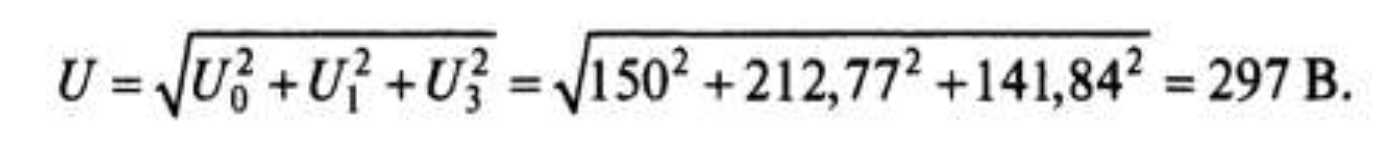 U = √(U₀² + U₁² + U₃²) = √(150² + 212,77² + 141,84²) = 297 В.